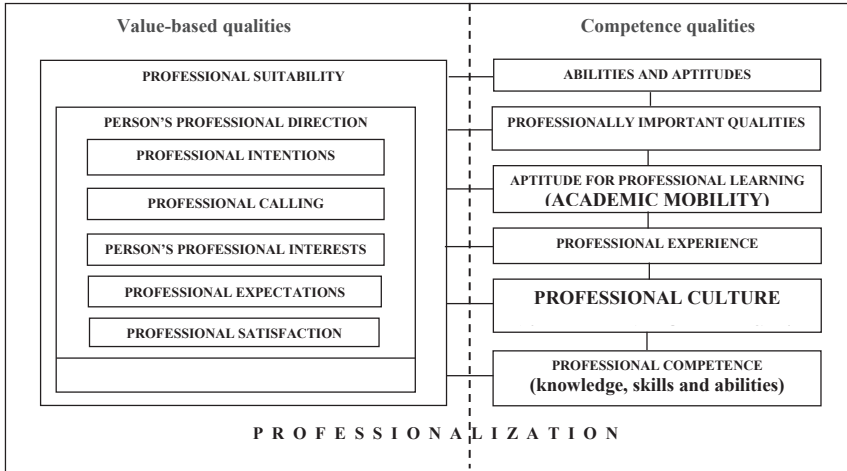 Value-based qualities
Competence qualities
PROFESSIONAL SUITABILITY
PERSON'S PROFESSIONAL DIRECTION
PROFESSIONAL INTENTIONS
PROFESSIONAL CALLING
PERSON'S PROFESSIONAL INTERESTS
PROFESSIONAL EXPECTATIONS
PROFESSIONAL SATISFACTION
ABILITIES AND APTITUDES
PROFESSIONALLY IMPORTANT QUALITIES
APTITUDE FOR PROFESSIONAL LEARNING
(ACADEMIC MOBILITY)
PROFESSIONAL EXPERIENCE
PROFESSIONAL CULTURE
PROFESSIONAL COMPETENCE
(knowledge, skills and abilities)
PROFESSIONALIZATION